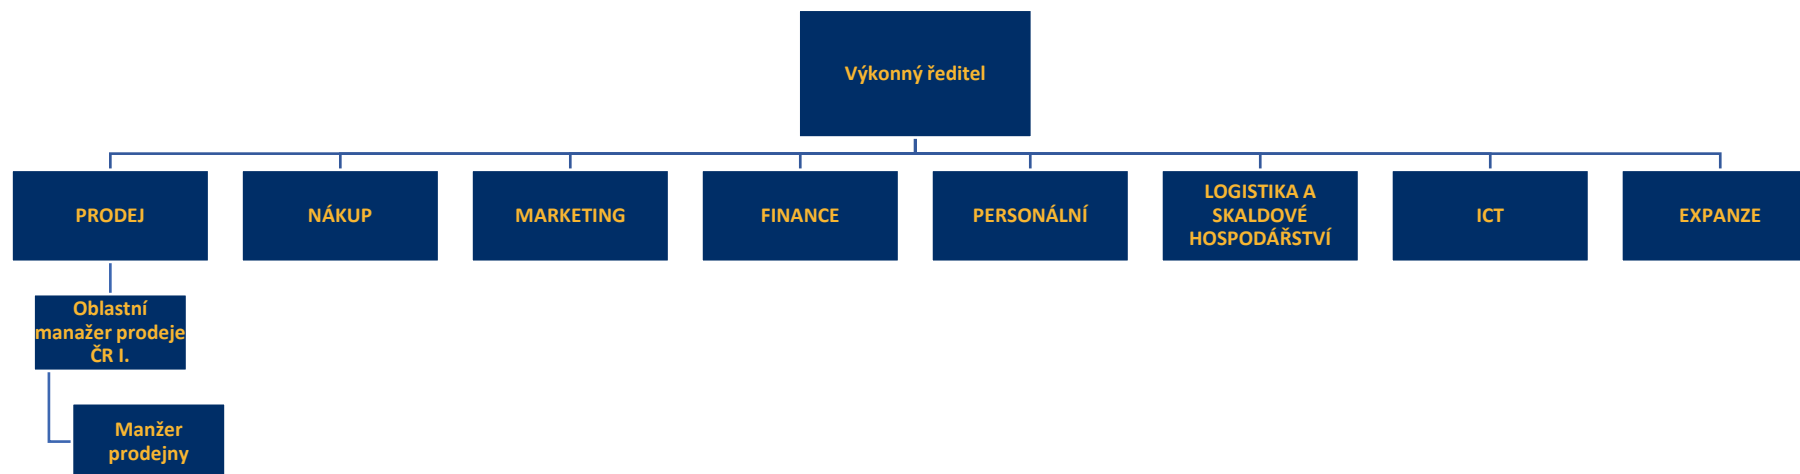 Výkonný ředitel
PRODEJ
NÁKUP
MARKETING
FINANCE
PERSONÁLNÍ
LOGISTIKA A
SKALDOVÉ
HOSPODÁŘSTVÍ
ICT
EXPANZE
Oblastní
manažer prodeje
ČR I.
Manžer
prodejny